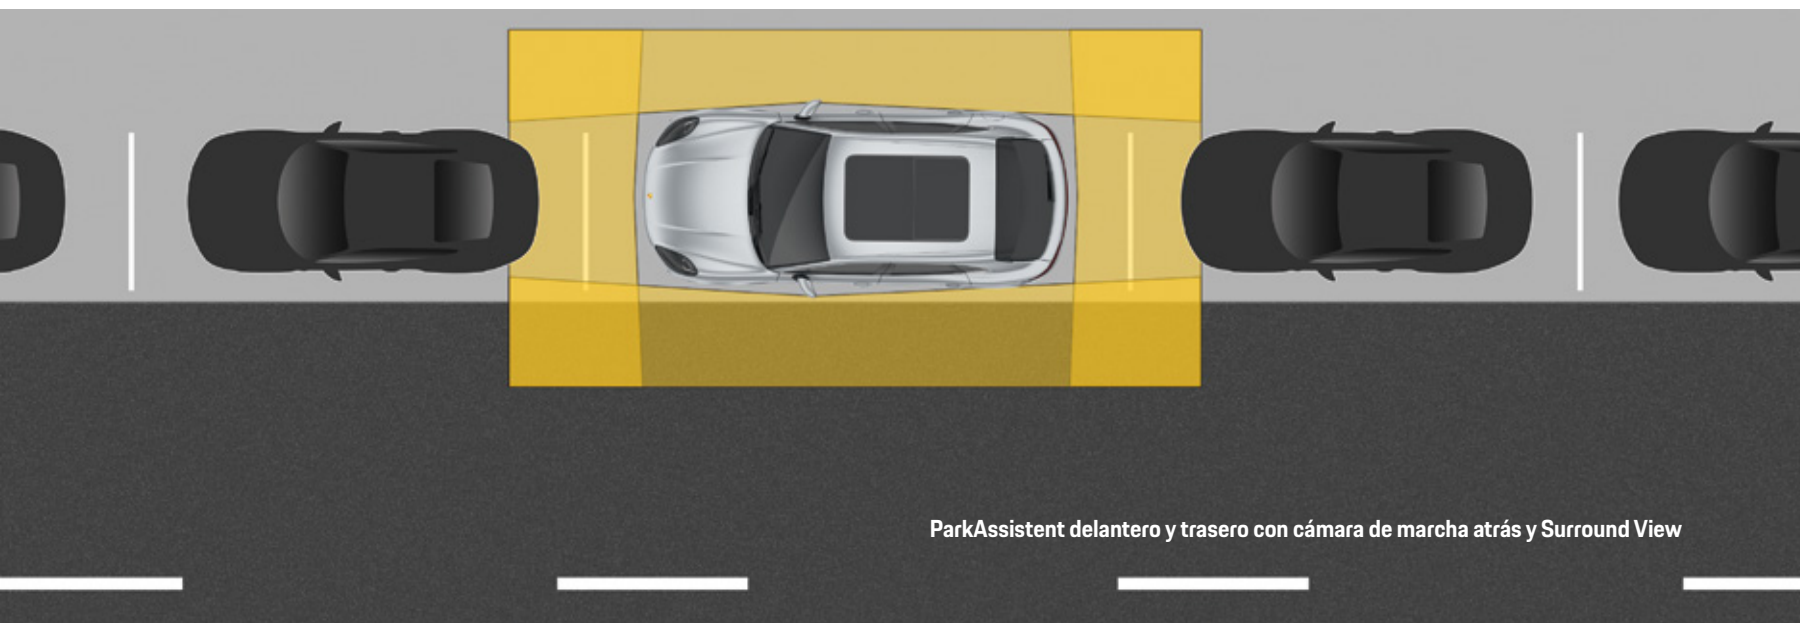 ParkAssistent delantero y trasero con cámara de marcha atrás y Surround View